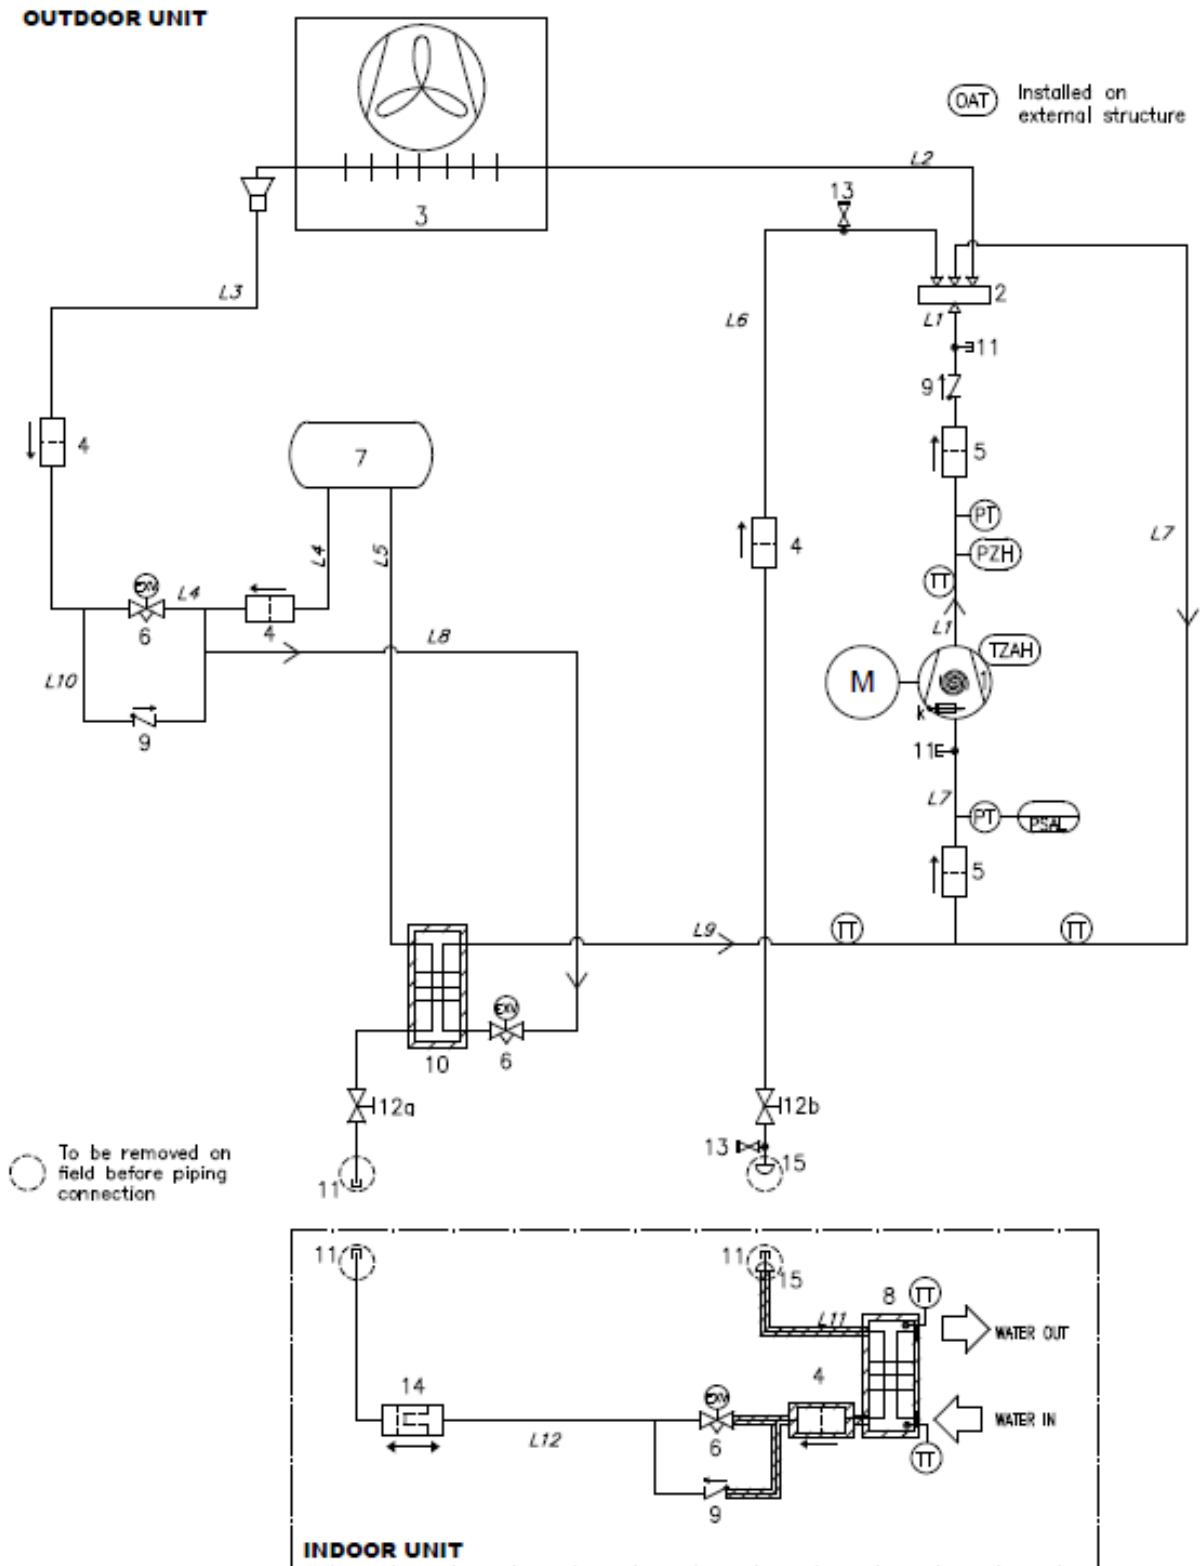 OUTDOOR UNIT
OAT
Installed on
external structure
L2
13
3
2
L3
L6
L1
11
9
4
7
5
4
PT
L4
L5
L7
PZH
TT
EXV
L4
6
4
L1
L8
TZAH
L10
M
k
9
11
L7
PT
PSAL
5
L9
TT
TT
EXV
10
6
12a
12b
To be removed on
field before piping
connection
13
15
11
11
11
15
8
TT
L11
WATER OUT
14
4
EXV
WATER IN
L12
6
TT
9
INDOOR UNIT